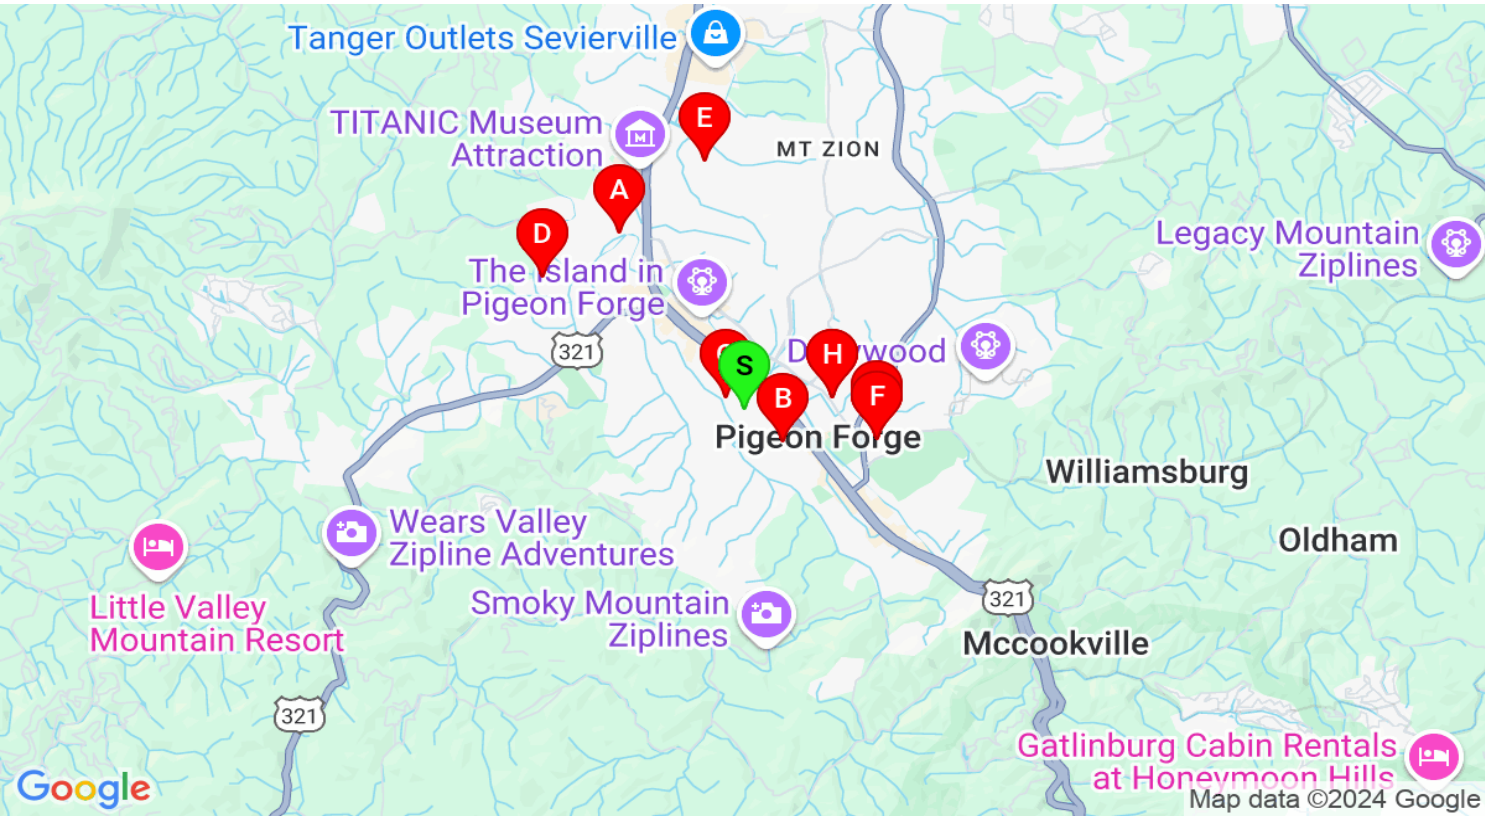 Tanger Outlets Sevierville
TITANIC Museum
Attraction
E
MT ZION
A
D
Legacy Mountain
Ziplines
The Island in
Pigeon Forge
321
S
H
B
F
Pigeon Forge
Williamsburg
Wears Valley
Zipline Adventures
Oldham
Little Valley
Mountain Resort
Smoky Mountain
Ziplines
321
Mccookville
321
Gatlinburg Cabin Rentals
at Honeymoon Hills
Google
Map data ©2024 Google